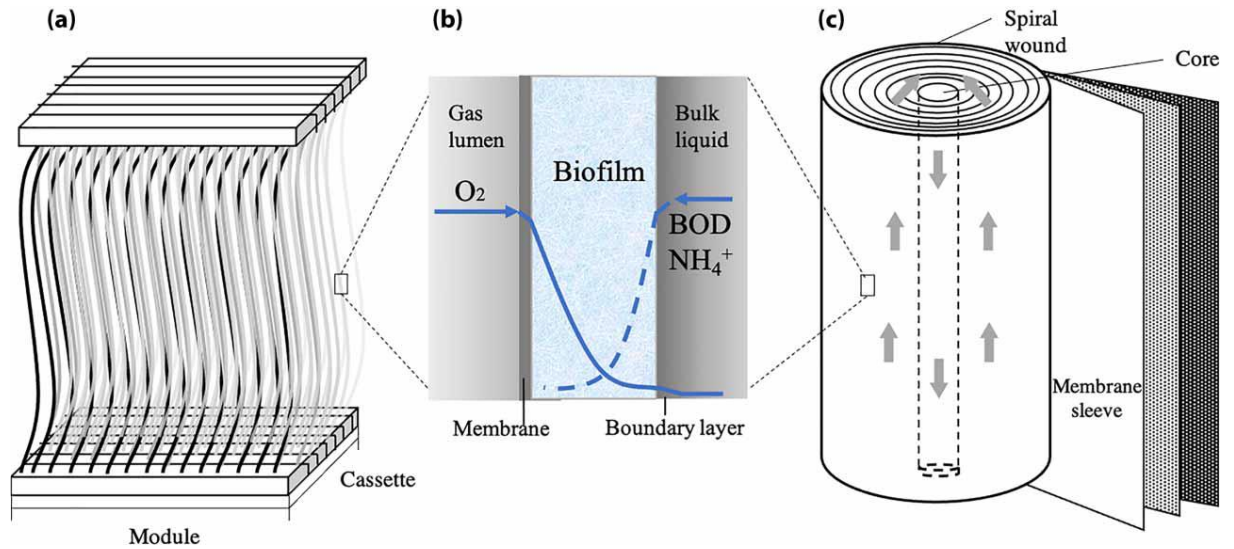 (a)
Module
Cassette
(b)
Gas
lumen
Bulk
liquid
Biofilm
O₂
BOD
NH₄⁺
Membrane
Boundary layer
(c)
Spiral
wound
Core
Membrane
sleeve